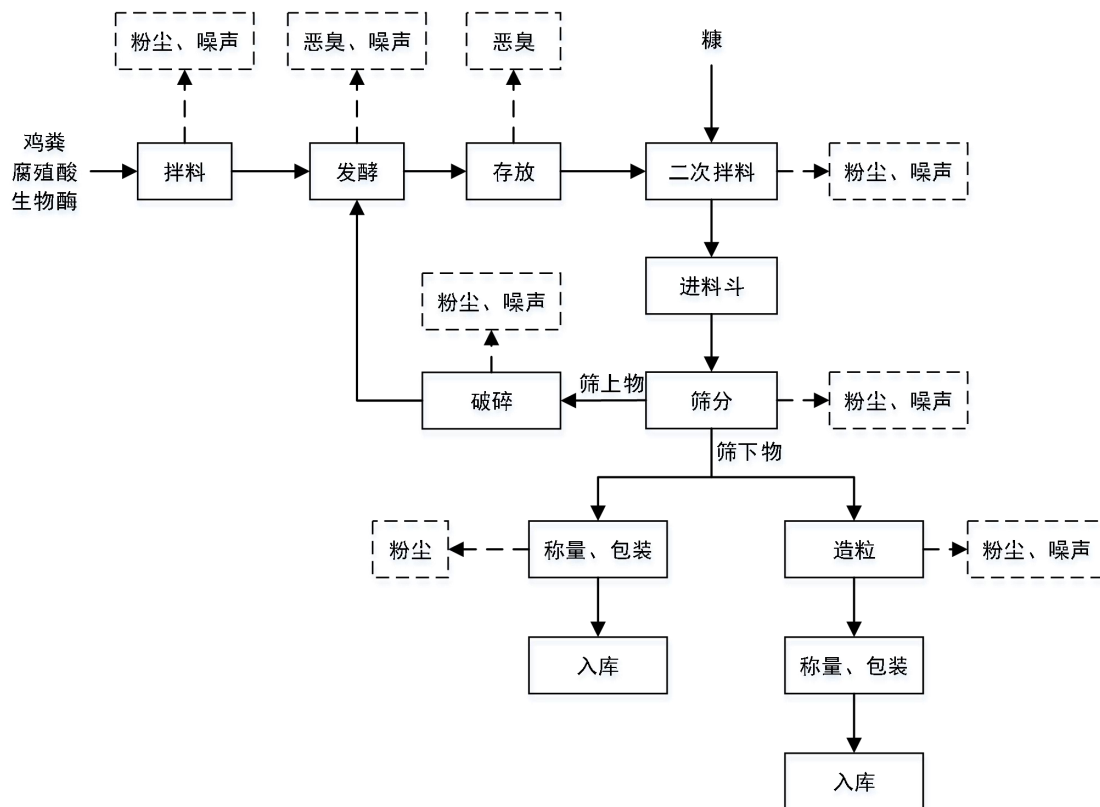 粉尘、噪声
恶臭、噪声
恶臭
糠
鸡粪
腐殖酸
生物酶
拌料
发酵
存放
二次拌料
粉尘、噪声
进料斗
粉尘、噪声
破碎
筛上物
筛分
粉尘、噪声
筛下物
粉尘
称量、包装
造粒
粉尘、噪声
入库
称量、包装
入库